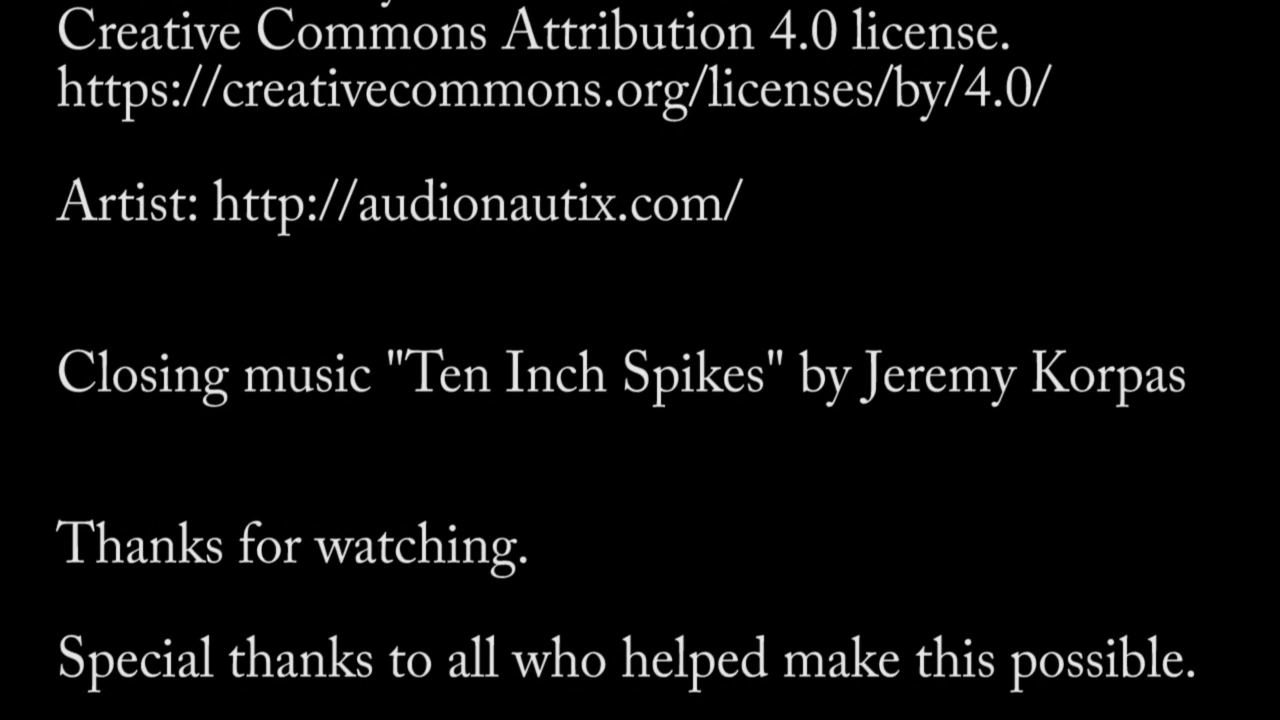 Creative Commons Attribution 4.0 license.
https://creativecommons.org/licenses/by/4.0/
Artist: http://audionautix.com/
Closing music "Ten Inch Spikes" by Jeremy Korpas
Thanks for watching.
Special thanks to all who helped make this possible.